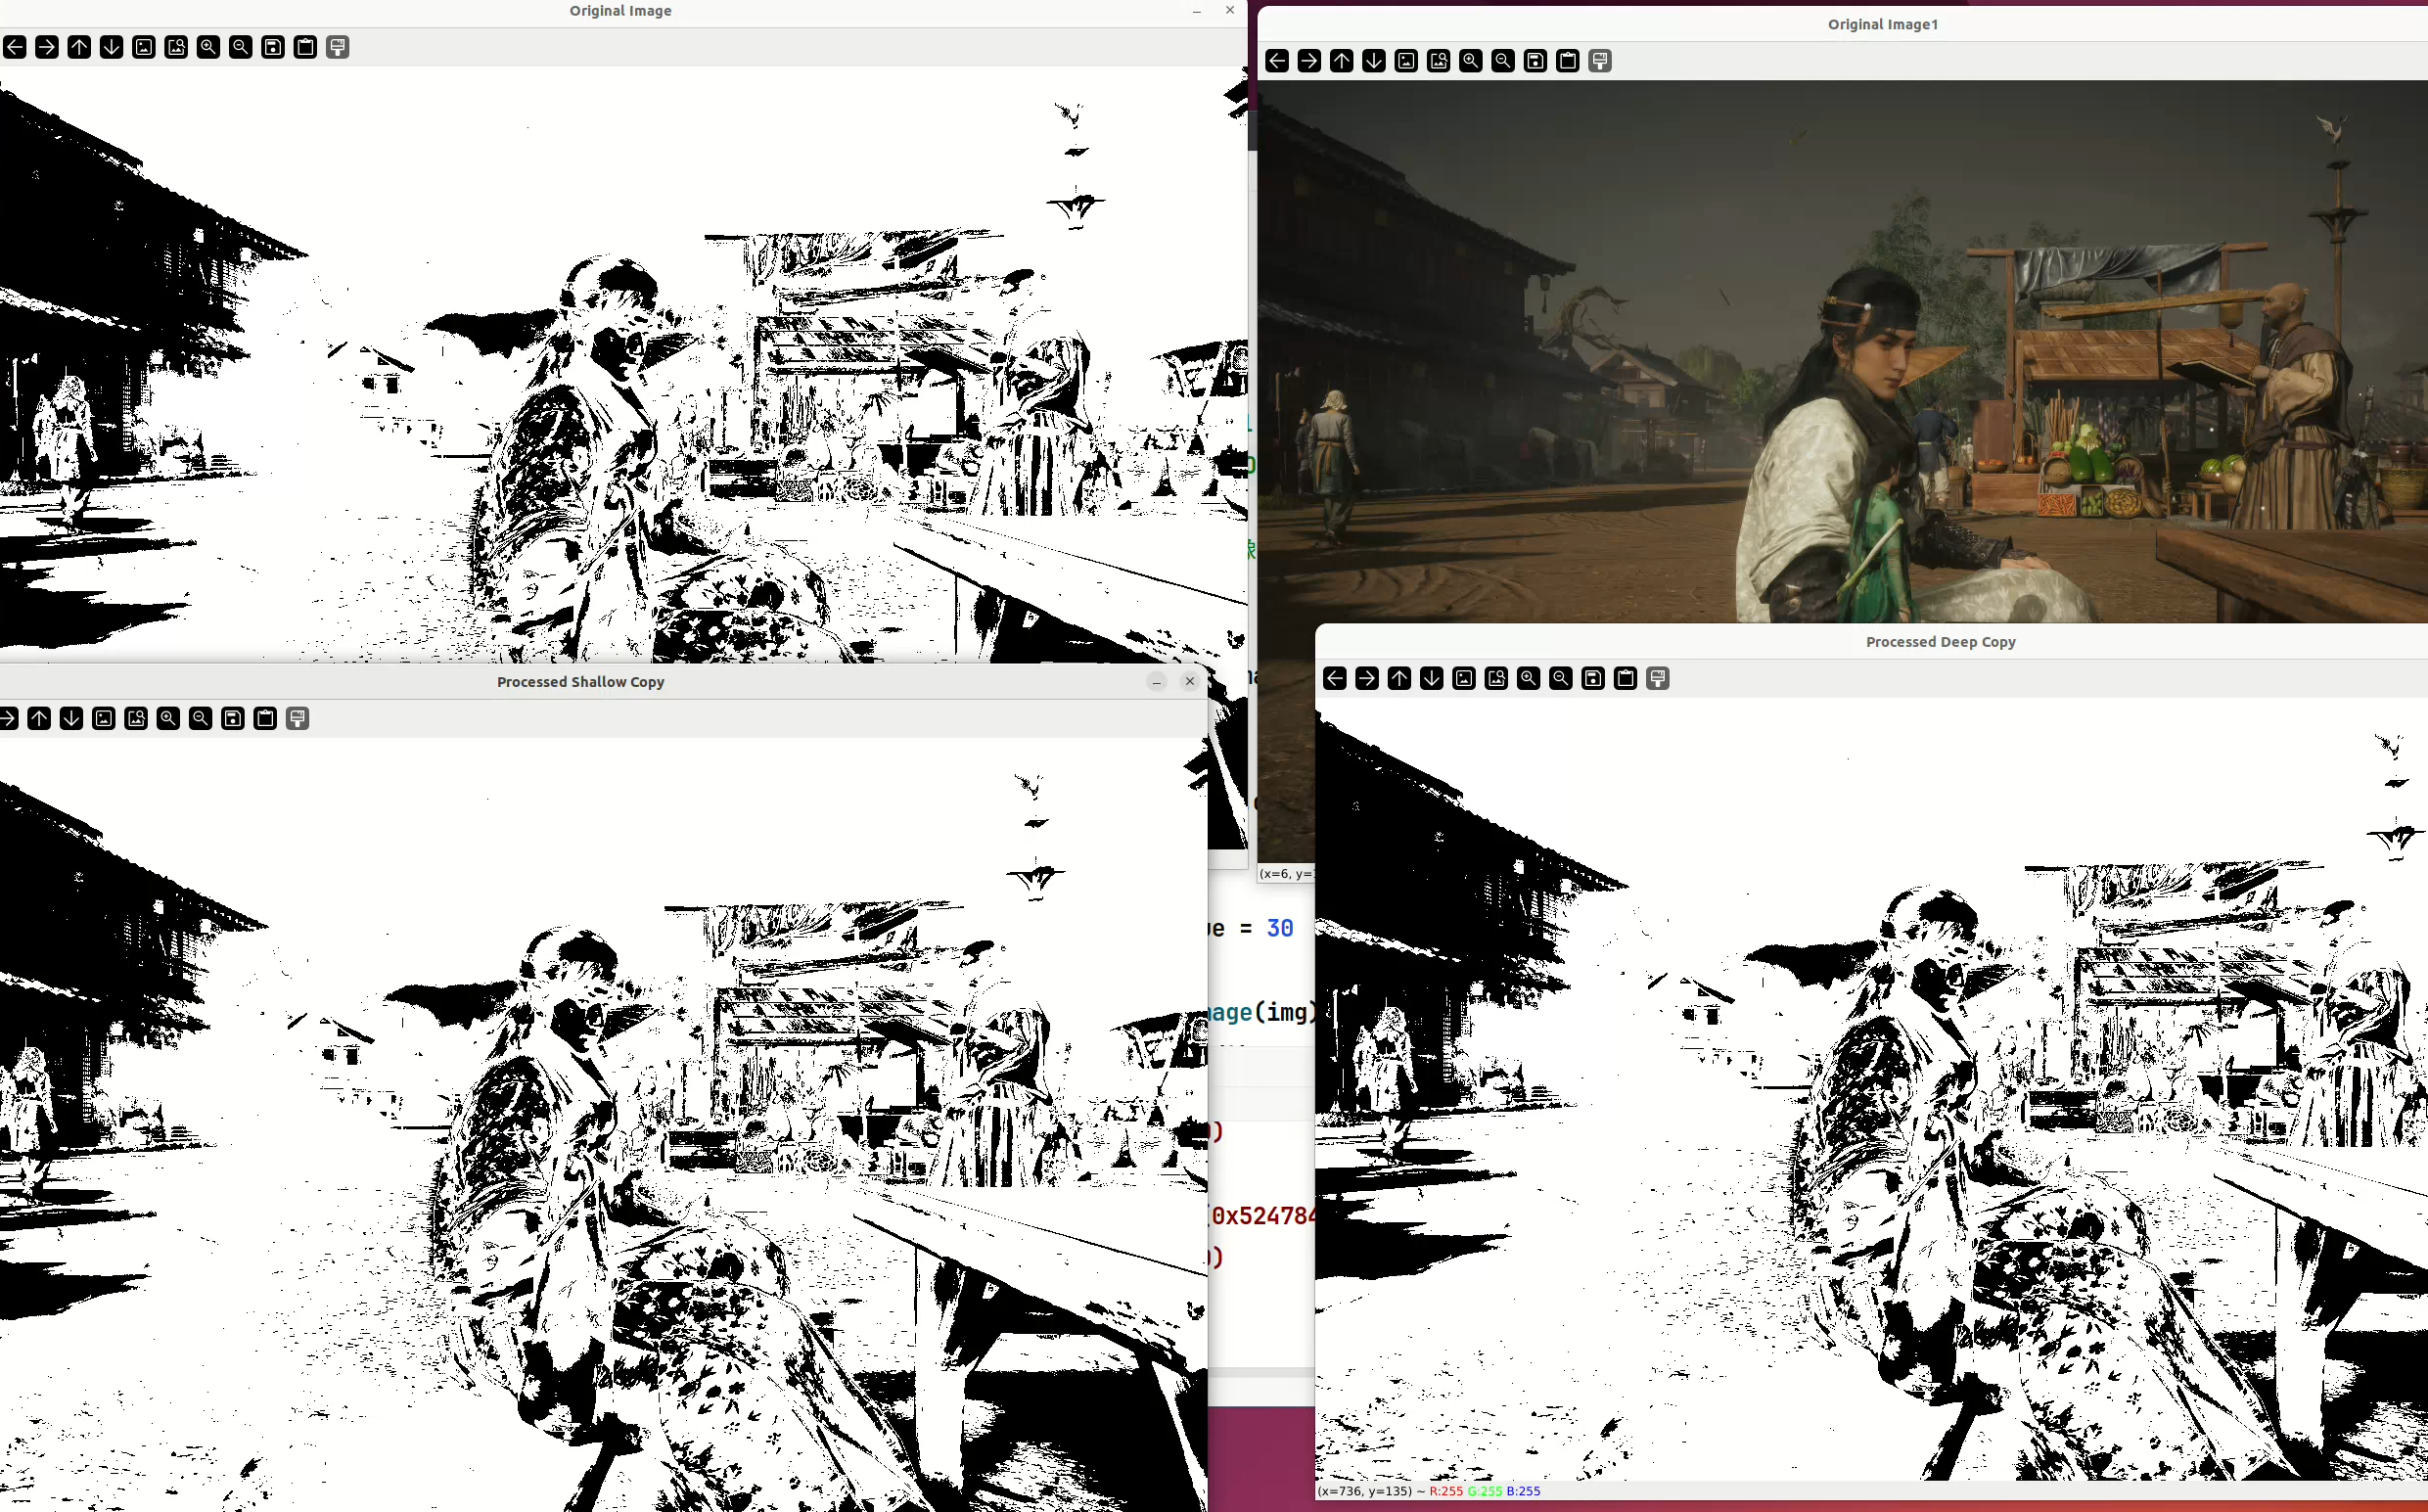 Original Image
Original Image1
Processed Shallow Copy
Processed Deep Copy
(x=6, y=
= 30
(img)
(0x524784
(x=736, y=135) ~ R:255 G:255 B:255